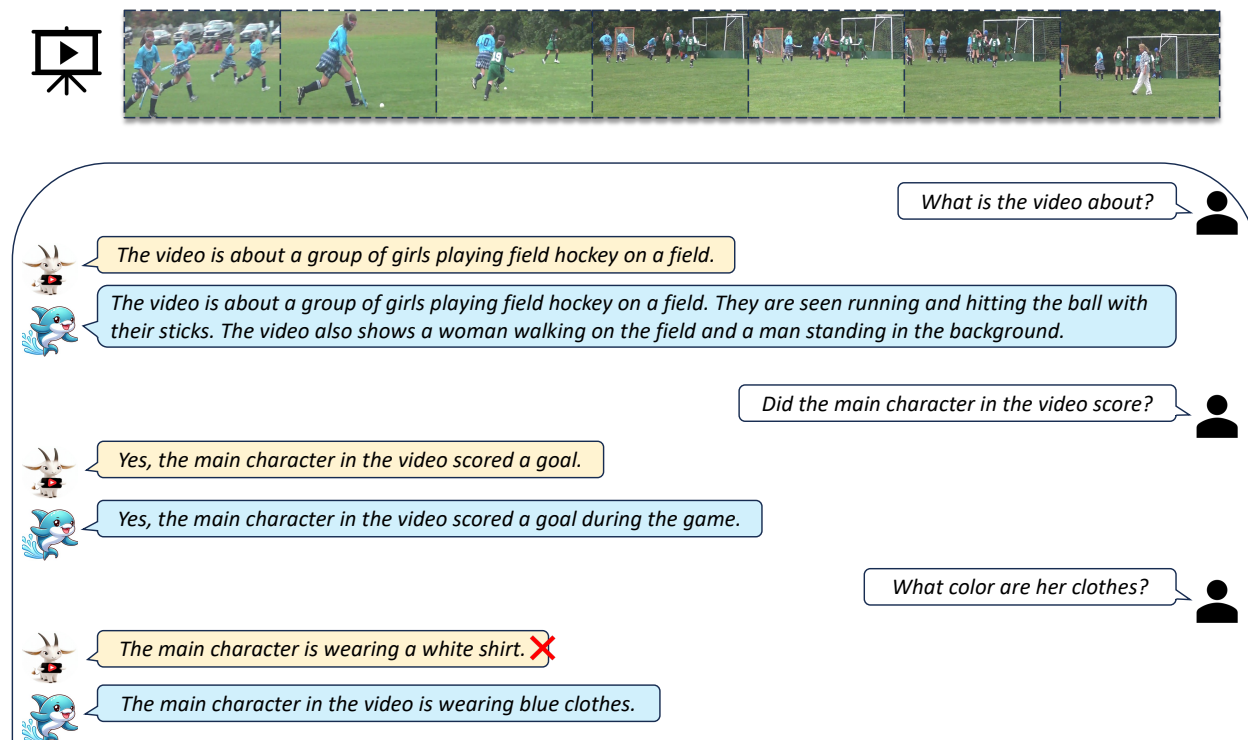 What is the video about?
The video is about a group of girls playing field hockey on a field.
The video is about a group of girls playing field hockey on a field. They are seen running and hitting the ball with
their sticks. The video also shows a woman walking on the field and a man standing in the background.
Did the main character in the video score?
Yes, the main character in the video scored a goal.
Yes, the main character in the video scored a goal during the game.
What color are her clothes?
The main character is wearing a white shirt.
The main character in the video is wearing blue clothes.